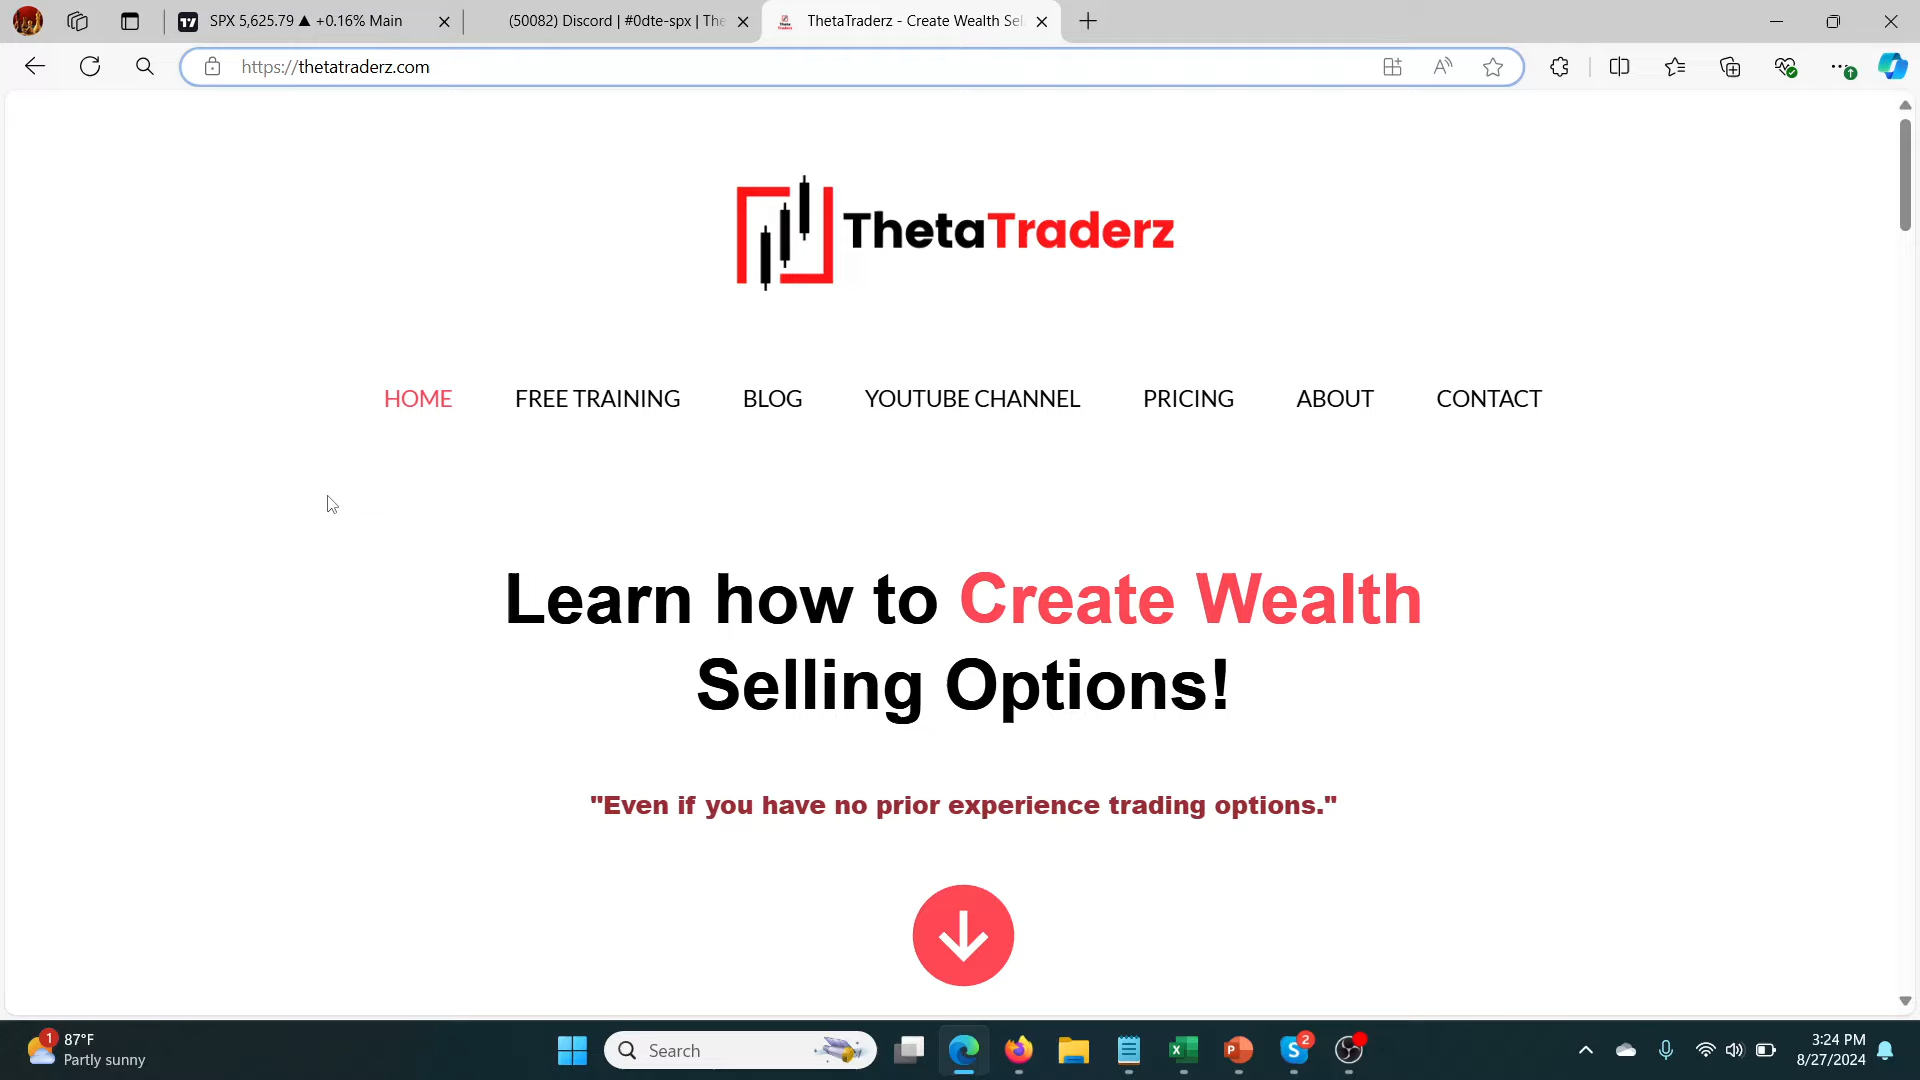 SPX 5,625.79 ▲ +0.16% Main
(50082) Discord | #0dte-spx | The
ThetaTraderz - Create Wealth Sel
https://thetatraderz.com
ThetaTraderz
HOME
FREE TRAINING
BLOG
YOUTUBE CHANNEL
PRICING
ABOUT
CONTACT
Learn how to Create Wealth
Selling Options!
"Even if you have no prior experience trading options."
1
87°F
Partly sunny
Search
2
3:24 PM
8/27/2024